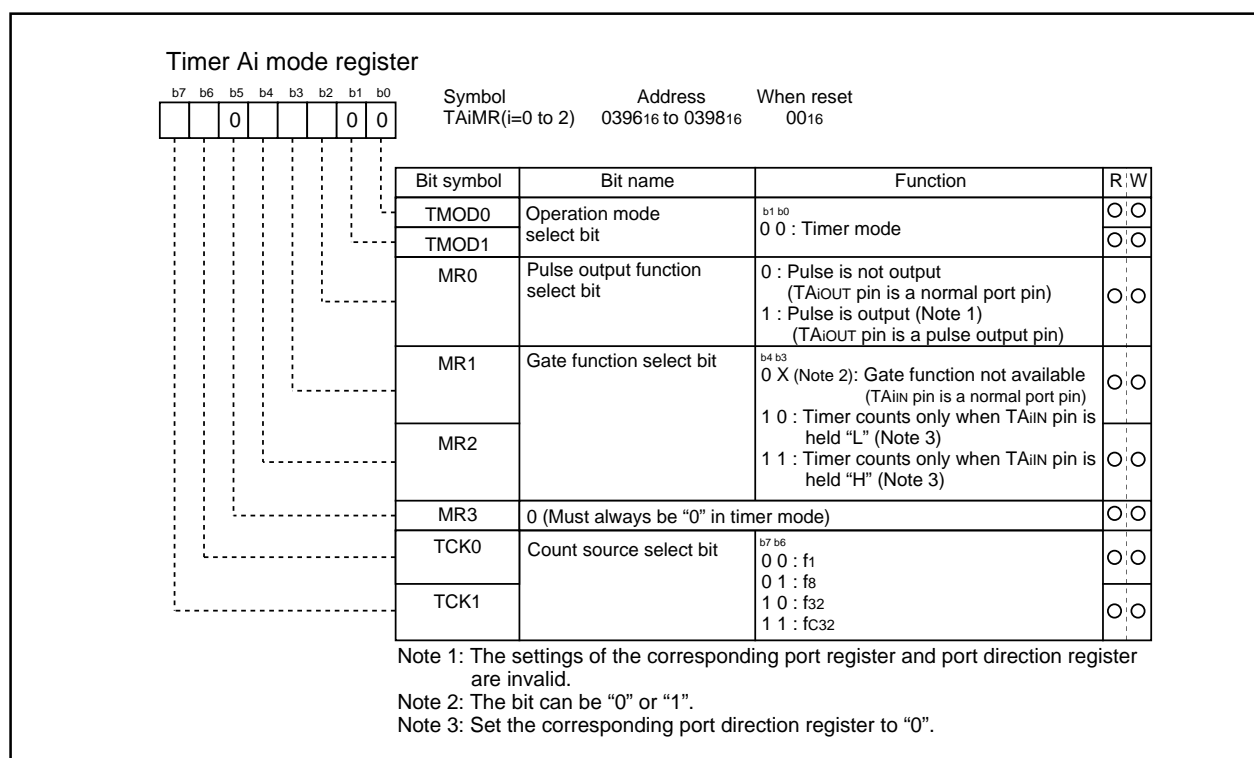 Timer Ai mode register
b7 b6 b5 b4 b3 b2 b1 b0
0 0 0
Symbol Address When reset
TAiMR(i=0 to 2) 039616 to 039816 0016
Bit symbol Bit name Function R W
TMOD0 Operation mode select bit b1 b0
TMOD1 0 0 : Timer mode
MR0 Pulse output function select bit
0 : Pulse is not output
(TAiOUT pin is a normal port pin)
1 : Pulse is output (Note 1)
(TAiOUT pin is a pulse output pin)
MR1 Gate function select bit
MR2
b4 b3
0 X (Note 2): Gate function not available
(TAiIN pin is a normal port pin)
1 0 : Timer counts only when TAiIN pin is
held “L” (Note 3)
1 1 : Timer counts only when TAiIN pin is
held “H” (Note 3)
MR3 0 (Must always be “0” in timer mode)
TCK0 Count source select bit
TCK1
b7 b6
0 0 : f1
0 1 : f8
1 0 : f32
1 1 : fC32
Note 1: The settings of the corresponding port register and port direction register
are invalid.
Note 2: The bit can be “0” or “1”.
Note 3: Set the corresponding port direction register to “0”.